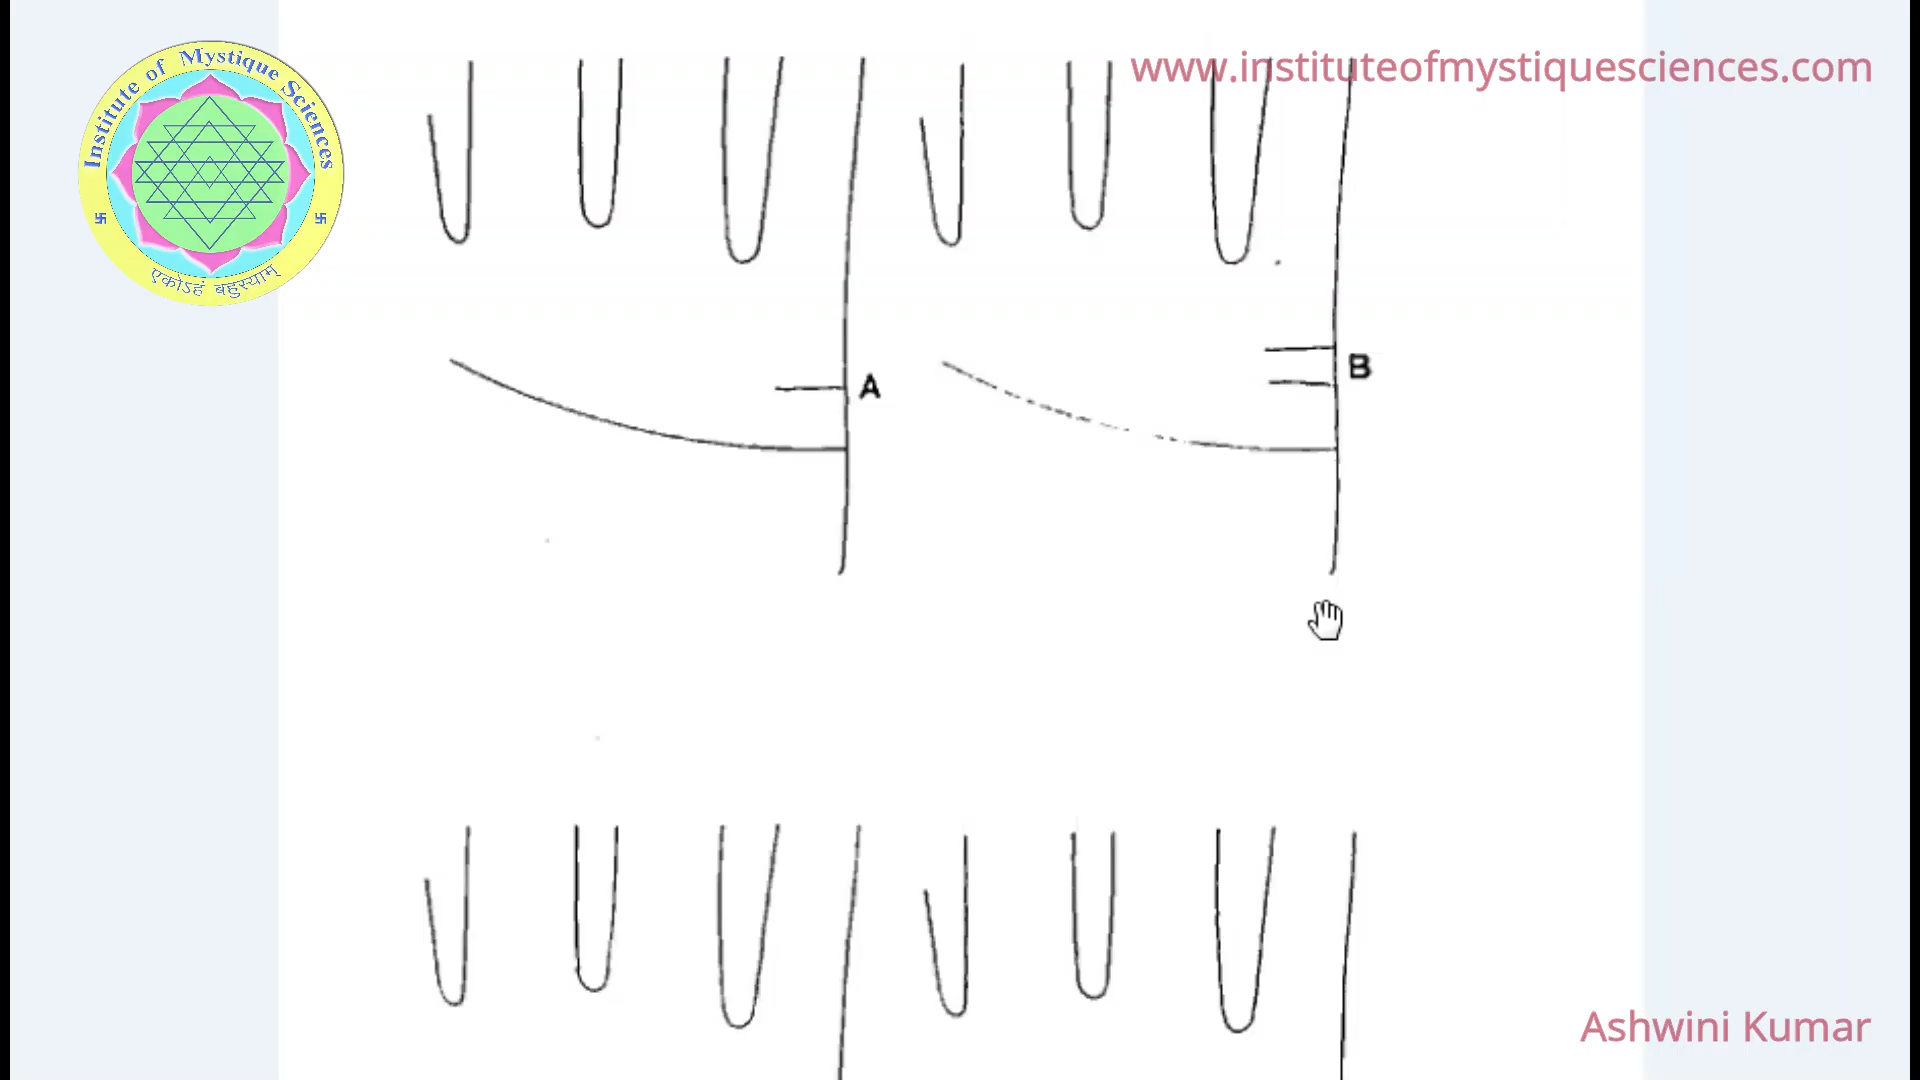 Institute of Mystique Sciences
एकोऽहं बहुस्याम्
www.instituteofmystiquesciences.com
A
B
Ashwini Kumar